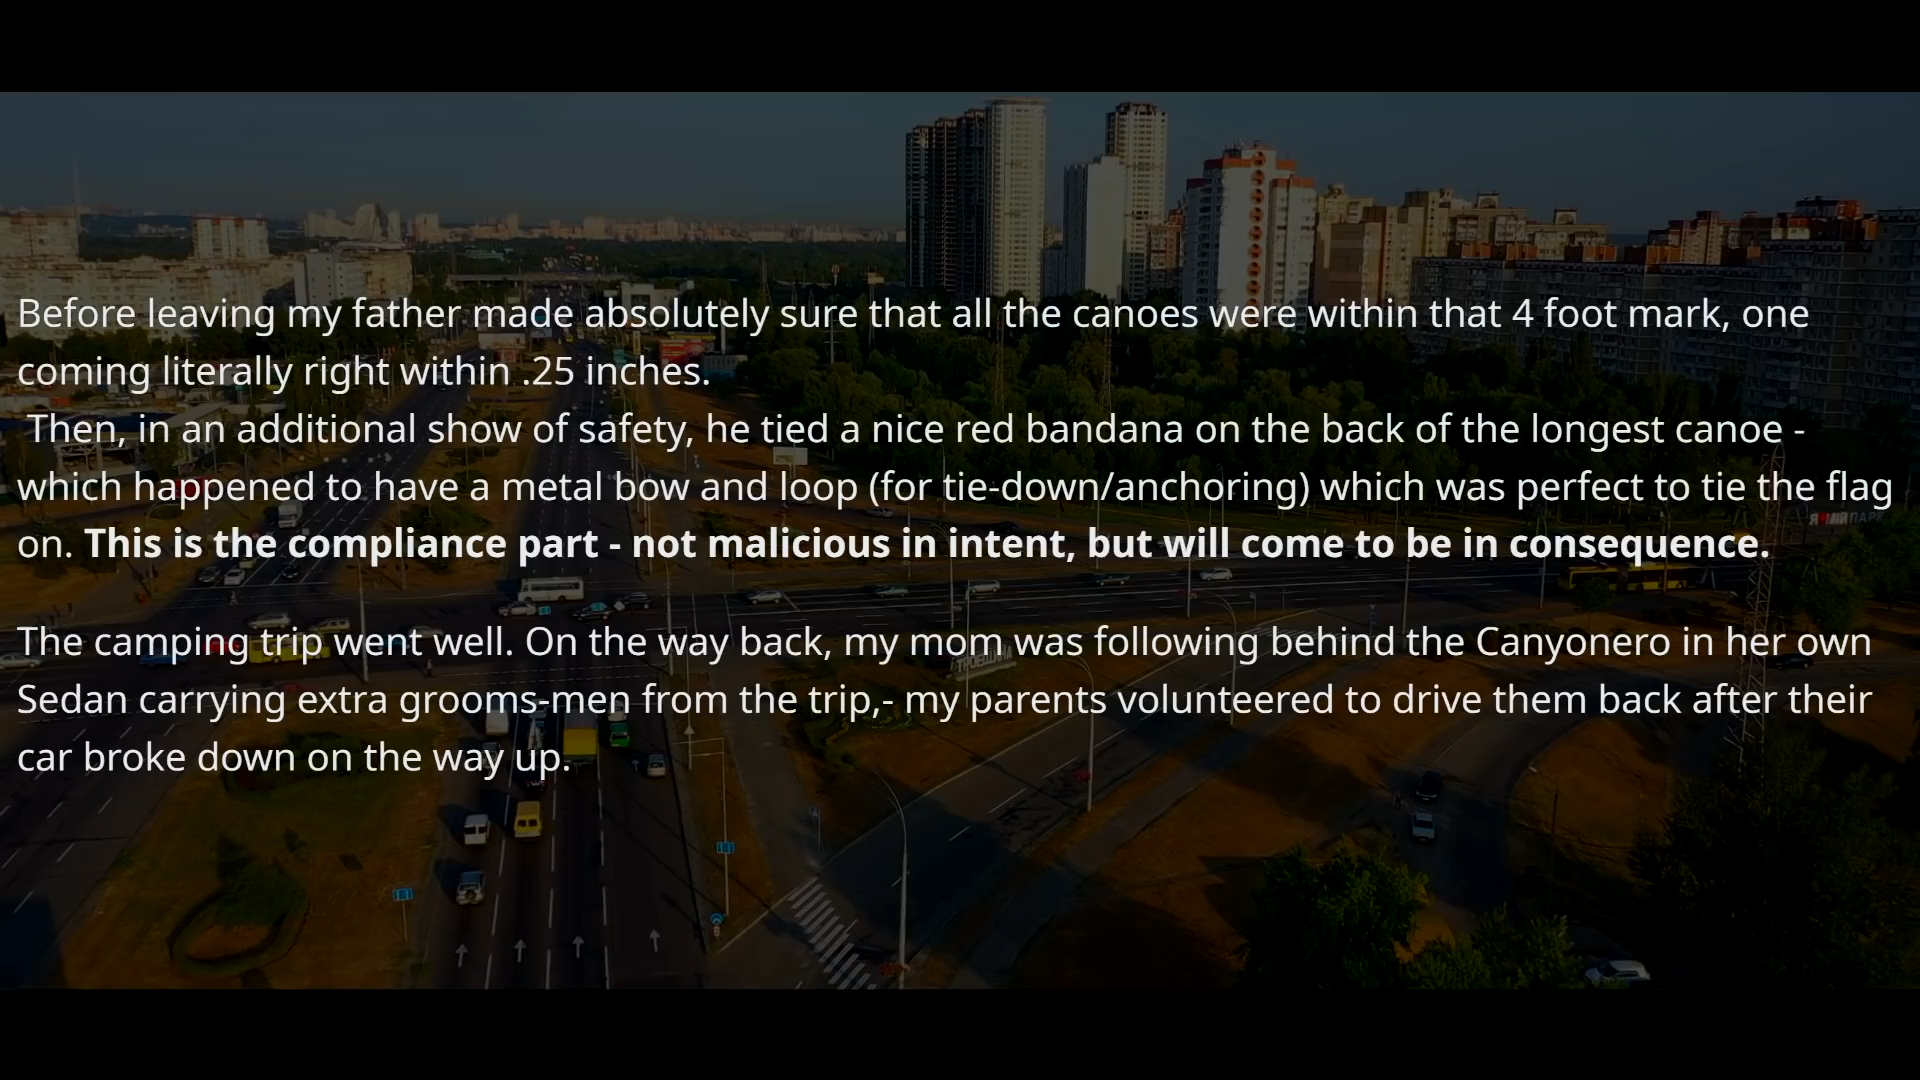 Before leaving my father made absolutely sure that all the canoes were within that 4 foot mark, one
coming literally right within .25 inches.
Then, in an additional show of safety, he tied a nice red bandana on the back of the longest canoe -
which happened to have a metal bow and loop (for tie-down/anchoring) which was perfect to tie the flag
on. This is the compliance part - not malicious in intent, but will come to be in consequence.
The camping trip went well. On the way back, my mom was following behind the Canyonero in her own
Sedan carrying extra grooms-men from the trip,- my parents volunteered to drive them back after their
car broke down on the way up.
ТРОЕЩИНА